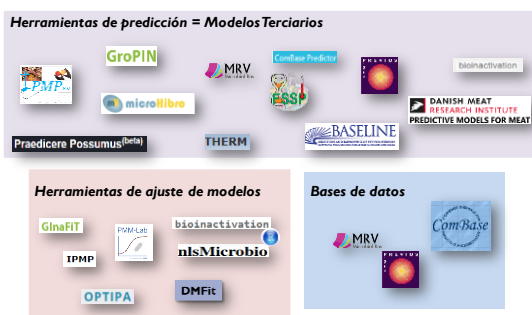 Herramientas de predicción = Modelos Terciarios
GroPIN
MRV
ComBase Predictor
PREVIUS
bioinactivation
PMP
FSSP
microHibro
DANISH MEAT
RESEARCH INSTITUTE
PREDICTIVE MODELS FOR MEAT
Praedicere Possumus(beta)
THERM
BASELINE
Herramientas de ajuste de modelos
GInaFiT
PMM-Lab
bioinactivation
nlsMicrobio
IPMP
OPTIPA
DMFit
Bases de datos
MRV
ComBase